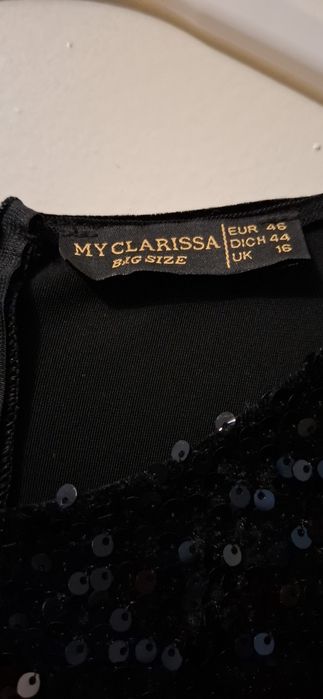 MY CLARISSA
BIG SIZE
EUR 46
DICH 44
UK 16